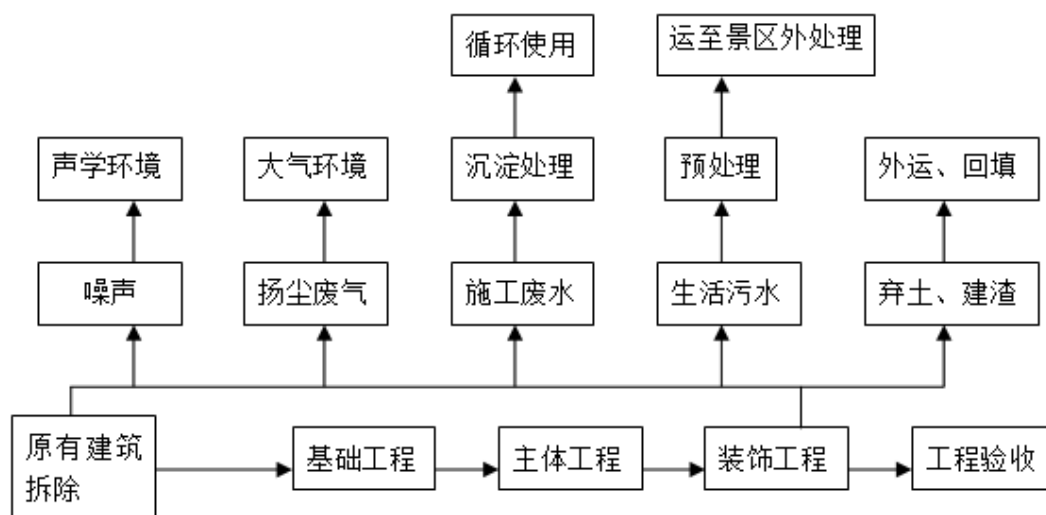 循环使用
运至景区外处理
声学环境
大气环境
沉淀处理
预处理
外运、回填
噪声
扬尘废气
施工废水
生活污水
弃土、建渣
原有建筑
拆除
基础工程
主体工程
装饰工程
工程验收